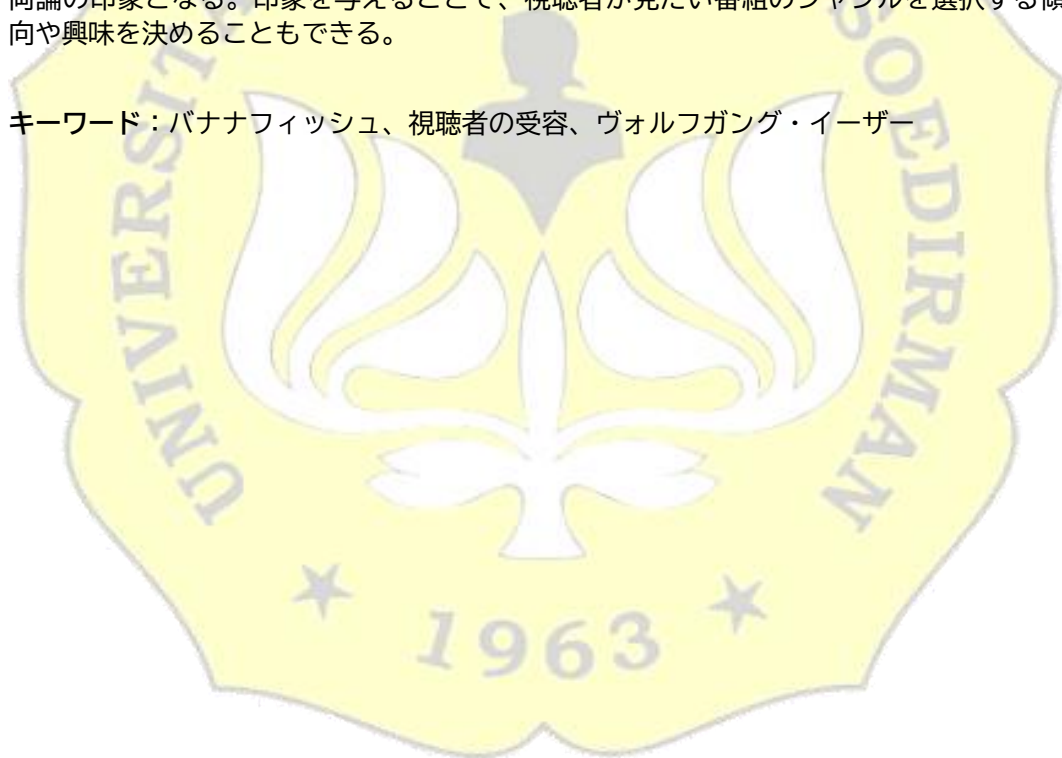 両論の印象となる。印象を与えることで、視聴者が見たい番組のジャンルを選択する傾
向や興味を決めることもできる。
キーワード：バナナフィッシュ、視聴者の受容、ヴォルフガング・イーザー
UNIVERSIT
SOEDIRMAN
1963